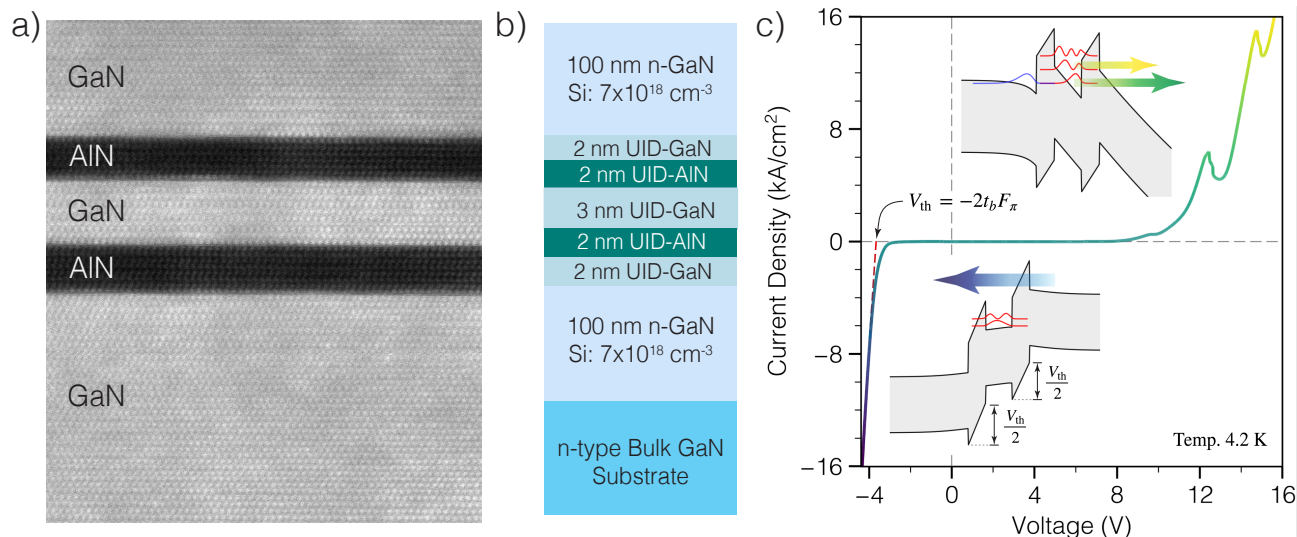 a)
GaN
AlN
GaN
AlN
GaN
b)
100 nm n-GaN
Si: 7x10¹⁸ cm⁻³
2 nm UID-GaN
2 nm UID-AlN
3 nm UID-GaN
2 nm UID-AlN
2 nm UID-GaN
100 nm n-GaN
Si: 7x10¹⁸ cm⁻³
n-type Bulk GaN
Substrate
c)
Current Density (kA/cm²)
16
8
0
−8
−16
V_th = −2t_bF_π
V_th/2
V_th/2
Temp. 4.2 K
−4 0 4 8 12 16
Voltage (V)